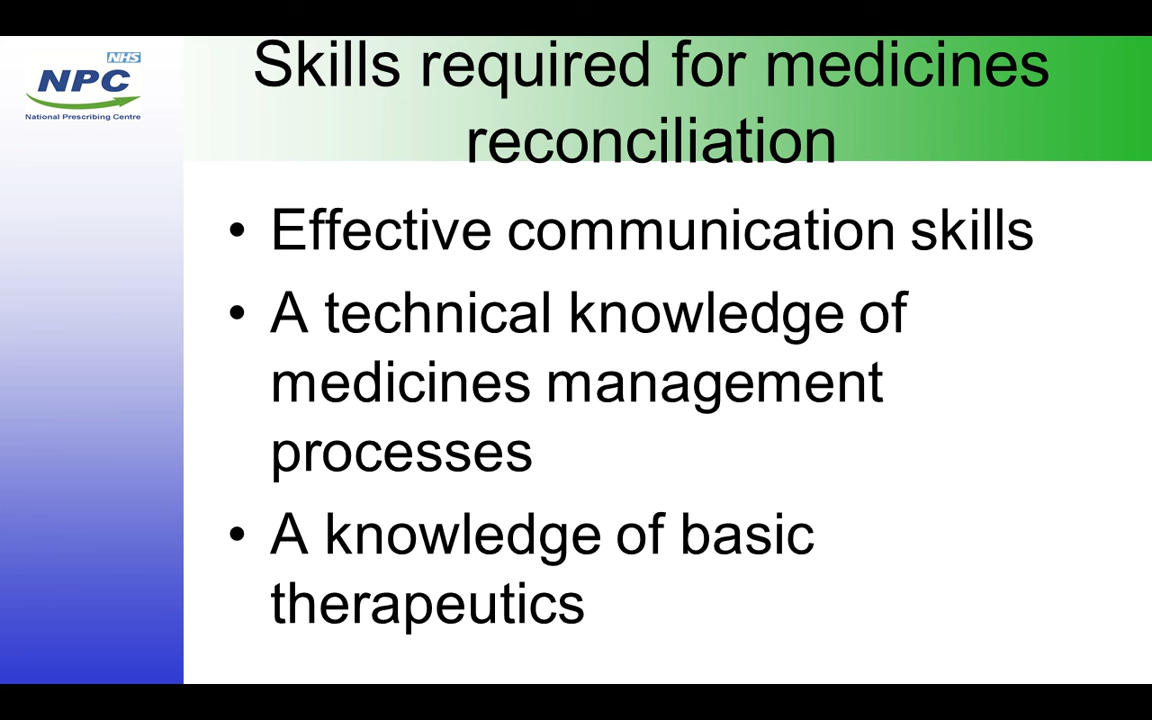 NHS
NPC
National Prescribing Centre
Skills required for medicines
reconciliation
• Effective communication skills
• A technical knowledge of
medicines management
processes
• A knowledge of basic
therapeutics